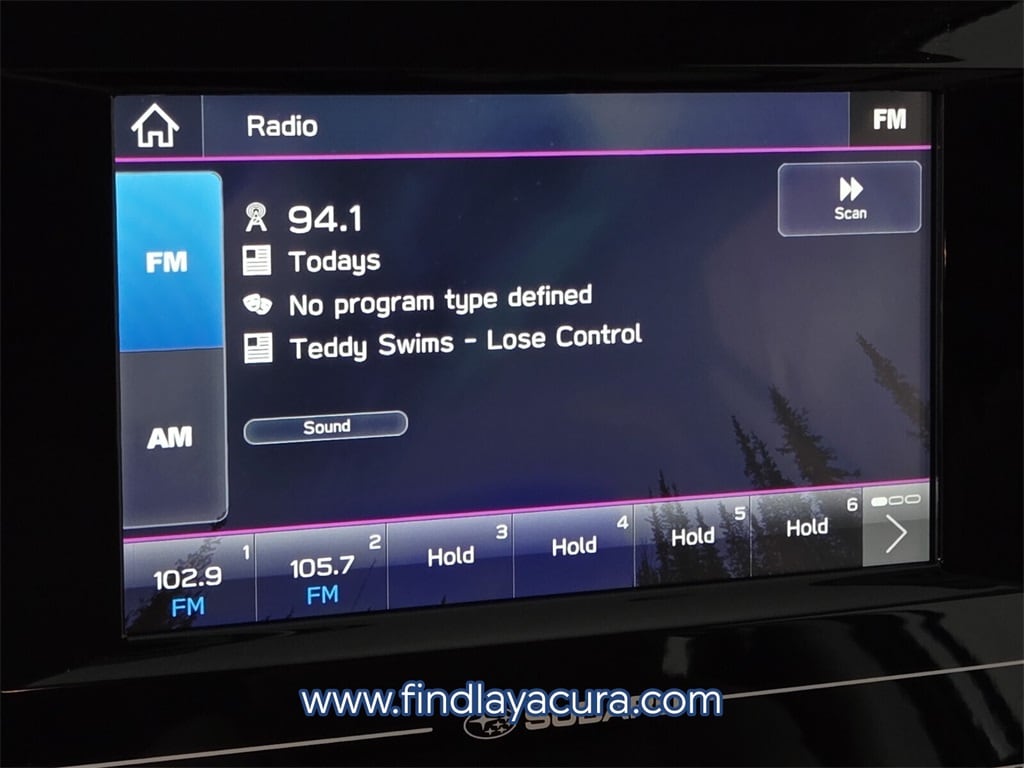 Radio
FM
FM
94.1
Scan
Todays
No program type defined
Teddy Swims - Lose Control
Sound
AM
1
102.9
FM
2
105.7
FM
3
Hold
4
Hold
5
Hold
6
Hold
www.findlayacura.com
SUBARU